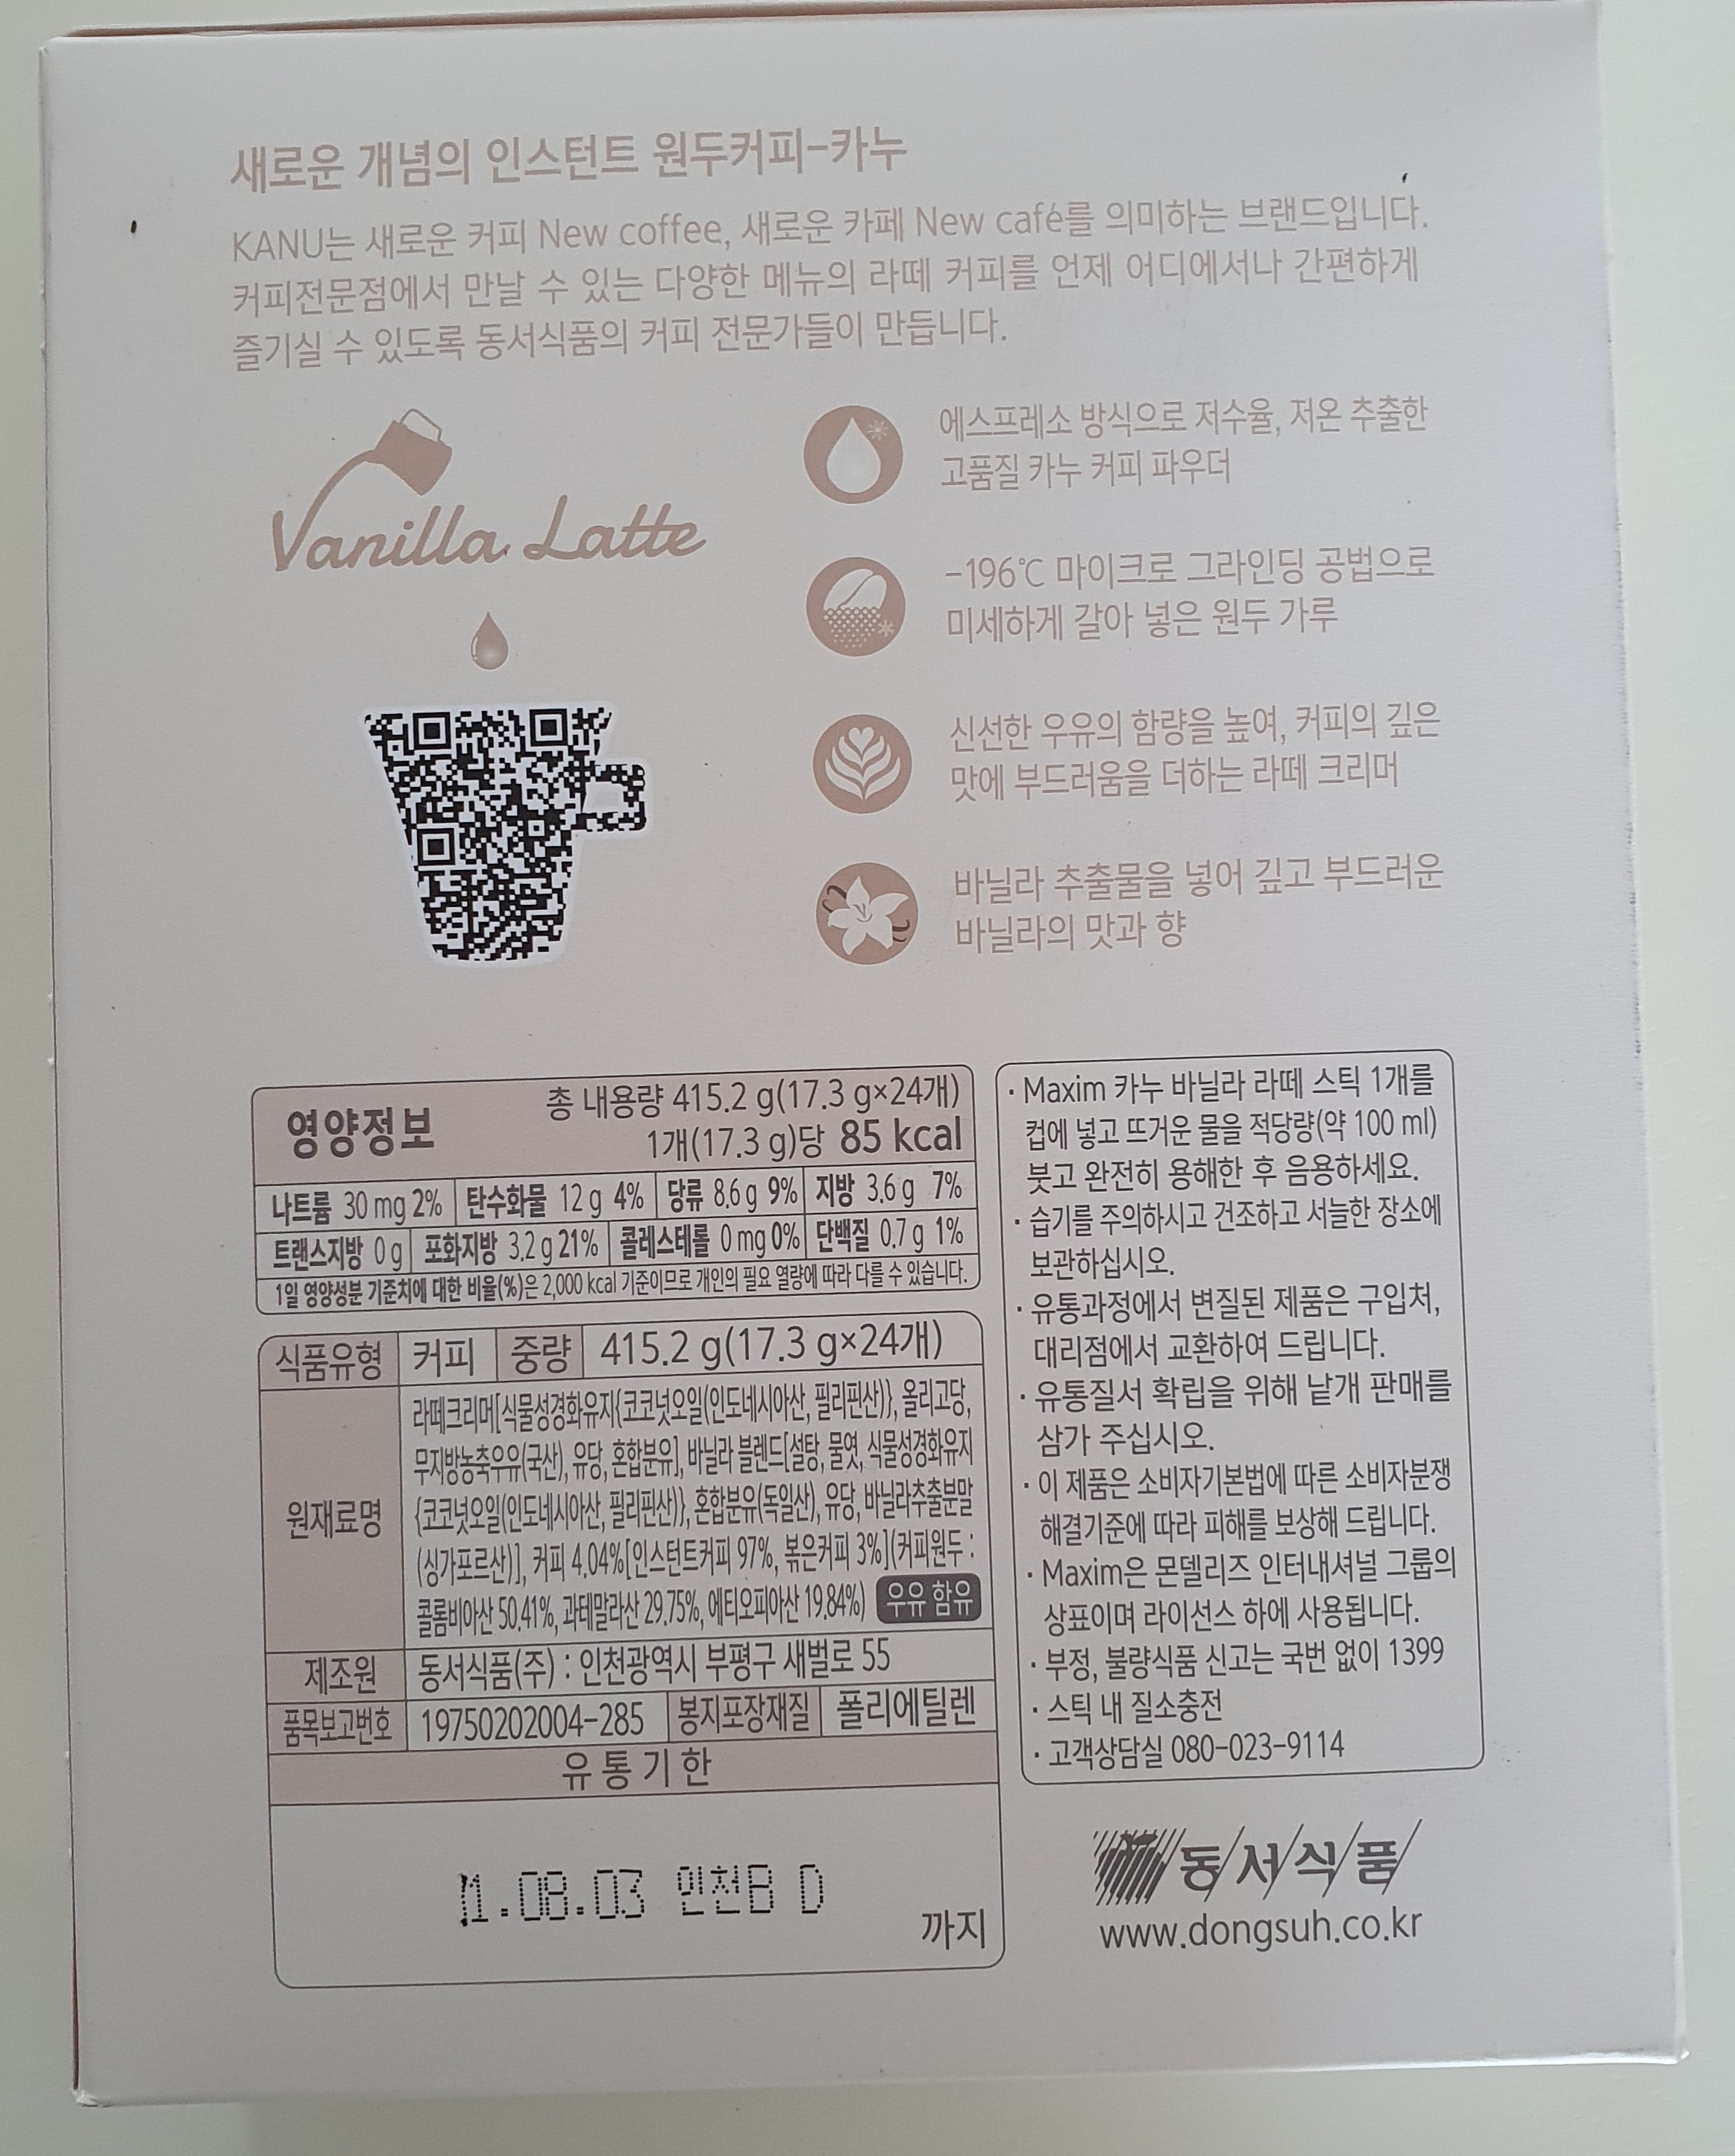 새로운 개념의 인스턴트 원두커피-카누
KANU는 새로운 커피 New coffee, 새로운 카페 New café를 의미하는 브랜드입니다.
커피전문점에서 만날 수 있는 다양한 메뉴의 라떼 커피를 언제 어디에서나 간편하게
즐기실 수 있도록 동서식품의 커피 전문가들이 만듭니다.
Vanilla Latte
에스프레소 방식으로 저수율, 저온 추출한
고품질 카누 커피 파우더
-196℃ 마이크로 그라인딩 공법으로
미세하게 갈아 넣은 원두 가루
신선한 우유의 함량을 높여, 커피의 깊은
맛에 부드러움을 더하는 라떼 크리머
바닐라 추출물을 넣어 깊고 부드러운
바닐라의 맛과 향
영양정보
총 내용량 415.2 g(17.3 g×24개)
1개(17.3 g)당 85 kcal
나트륨 30 mg 2% 탄수화물 12 g 4% 당류 8.6 g 9% 지방 3.6 g 7%
트랜스지방 0 g 포화지방 3.2 g 21% 콜레스테롤 0 mg 0% 단백질 0.7 g 1%
1일 영양성분 기준치에 대한 비율(%)은 2,000 kcal 기준이므로 개인의 필요 열량에 따라 다를 수 있습니다.
식품유형 커피 중량 415.2 g(17.3 g×24개)
원재료명
라떼크리머[식물성경화유지{코코넛오일(인도네시아산, 필리핀산)}, 올리고당,
무지방농축우유(국산), 유당, 혼합분유], 바닐라 블렌드[설탕, 물엿, 식물성경화유지
{코코넛오일(인도네시아산, 필리핀산)}, 혼합분유(독일산), 유당, 바닐라추출분말
(싱가포르산)], 커피 4.04%[인스턴트커피 97%, 볶은커피 3%](커피원두 :
콜롬비아산 50.41%, 과테말라산 29.75%, 에티오피아산 19.84%) 우유 함유
제조원 동서식품(주) : 인천광역시 부평구 새벌로 55
품목보고번호 19750202004-285 봉지포장재질 폴리에틸렌
유통기한
1.08.03 인천B D
까지
· Maxim 카누 바닐라 라떼 스틱 1개를
컵에 넣고 뜨거운 물을 적당량(약 100 ml)
붓고 완전히 용해한 후 음용하세요.
· 습기를 주의하시고 건조하고 서늘한 장소에
보관하십시오.
· 유통과정에서 변질된 제품은 구입처,
대리점에서 교환하여 드립니다.
· 유통질서 확립을 위해 낱개 판매를
삼가 주십시오.
· 이 제품은 소비자기본법에 따른 소비자분쟁
해결기준에 따라 피해를 보상해 드립니다.
· Maxim은 몬델리즈 인터내셔널 그룹의
상표이며 라이선스 하에 사용됩니다.
· 부정, 불량식품 신고는 국번 없이 1399
· 스틱 내 질소충전
· 고객상담실 080-023-9114
동서식품
www.dongsuh.co.kr